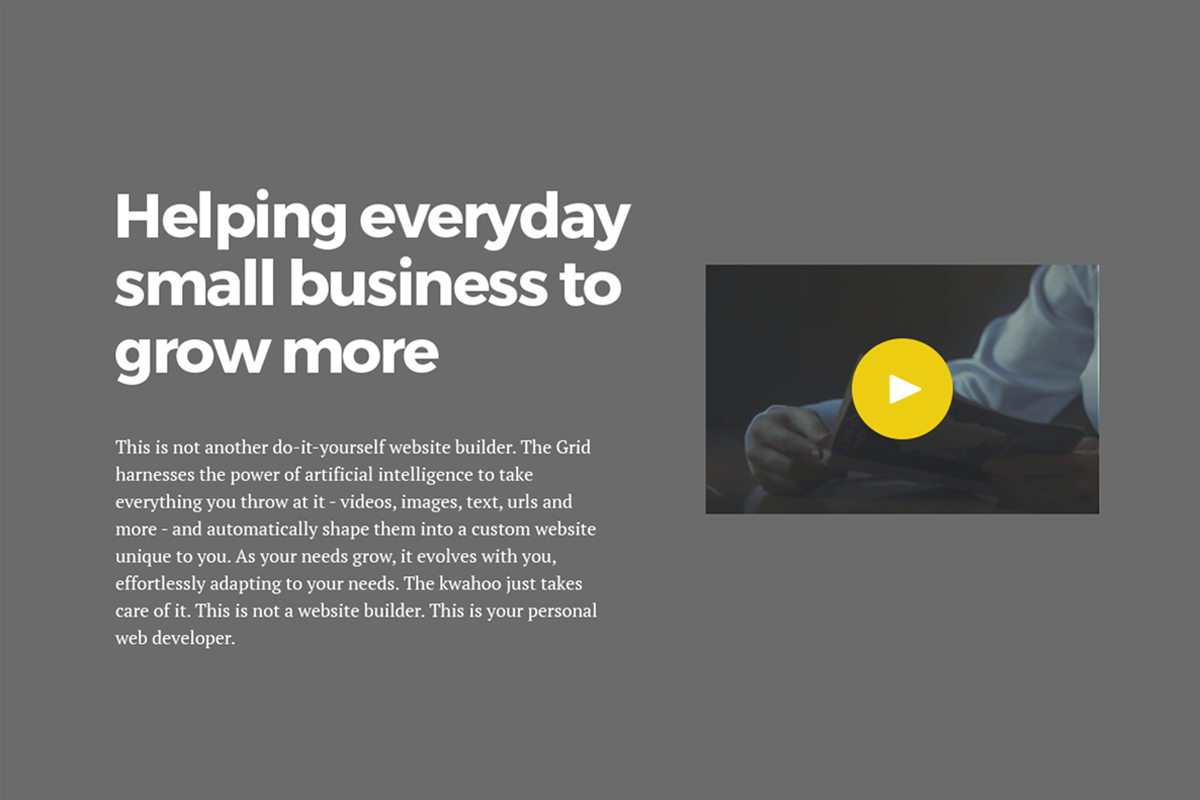 Helping everyday
small business to
grow more
This is not another do-it-yourself website builder. The Grid
harnesses the power of artificial intelligence to take
everything you throw at it - videos, images, text, urls and
more - and automatically shape them into a custom website
unique to you. As your needs grow, it evolves with you,
effortlessly adapting to your needs. The kwahoo just takes
care of it. This is not a website builder. This is your personal
web developer.